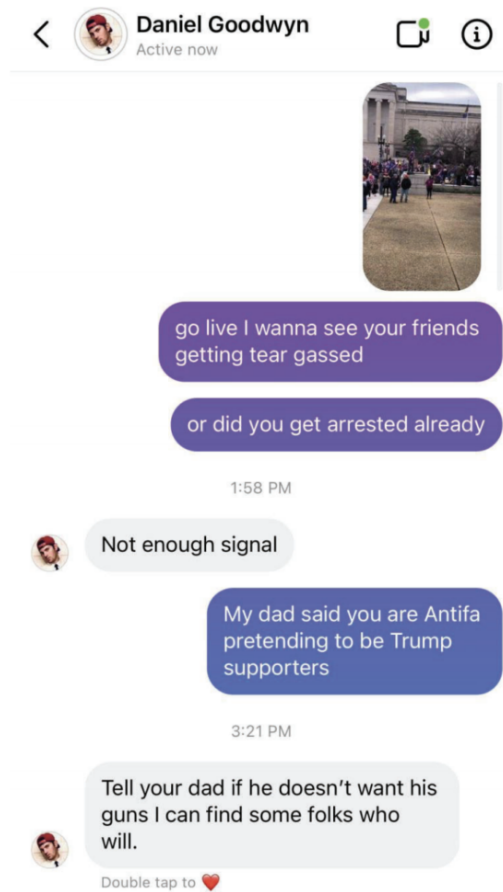 Daniel Goodwyn
Active now
go live I wanna see your friends
getting tear gassed
or did you get arrested already
1:58 PM
Not enough signal
My dad said you are Antifa
pretending to be Trump
supporters
3:21 PM
Tell your dad if he doesn’t want his
guns I can find some folks who
will.
Double tap to ❤️